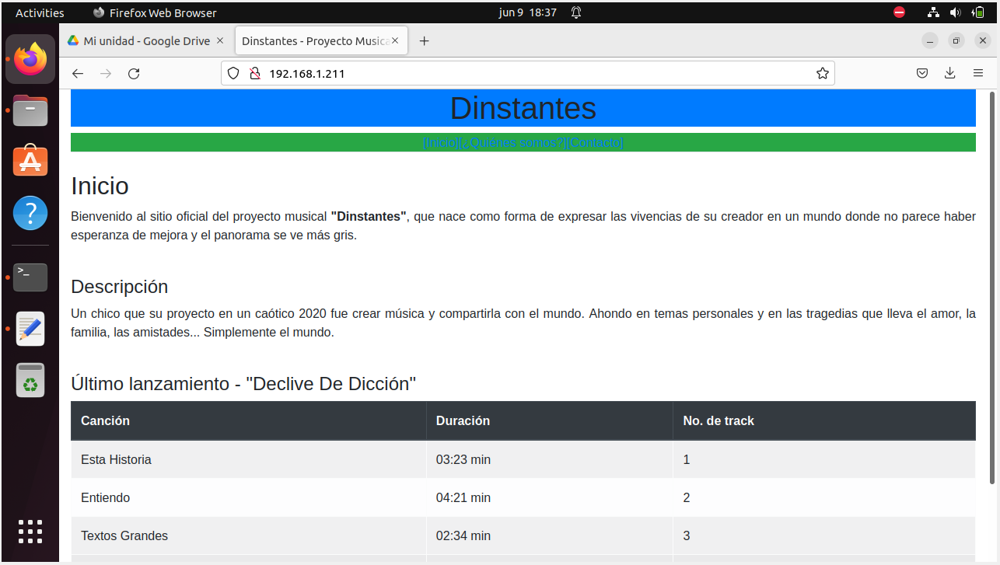 Activities Firefox Web Browser jun 9 18:37
Mi unidad - Google Drive Dinstantes - Proyecto Musica
192.168.1.211
Dinstantes
[Inicio][¿Quiénes somos?][Contacto]
Inicio
Bienvenido al sitio oficial del proyecto musical "Dinstantes", que nace como forma de expresar las vivencias de su creador en un mundo donde no parece haber
esperanza de mejora y el panorama se ve más gris.
Descripción
Un chico que su proyecto en un caótico 2020 fue crear música y compartirla con el mundo. Ahondo en temas personales y en las tragedias que lleva el amor, la
familia, las amistades... Simplemente el mundo.
Último lanzamiento - "Declive De Dicción"
Canción Duración No. de track
Esta Historia 03:23 min 1
Entiendo 04:21 min 2
Textos Grandes 02:34 min 3